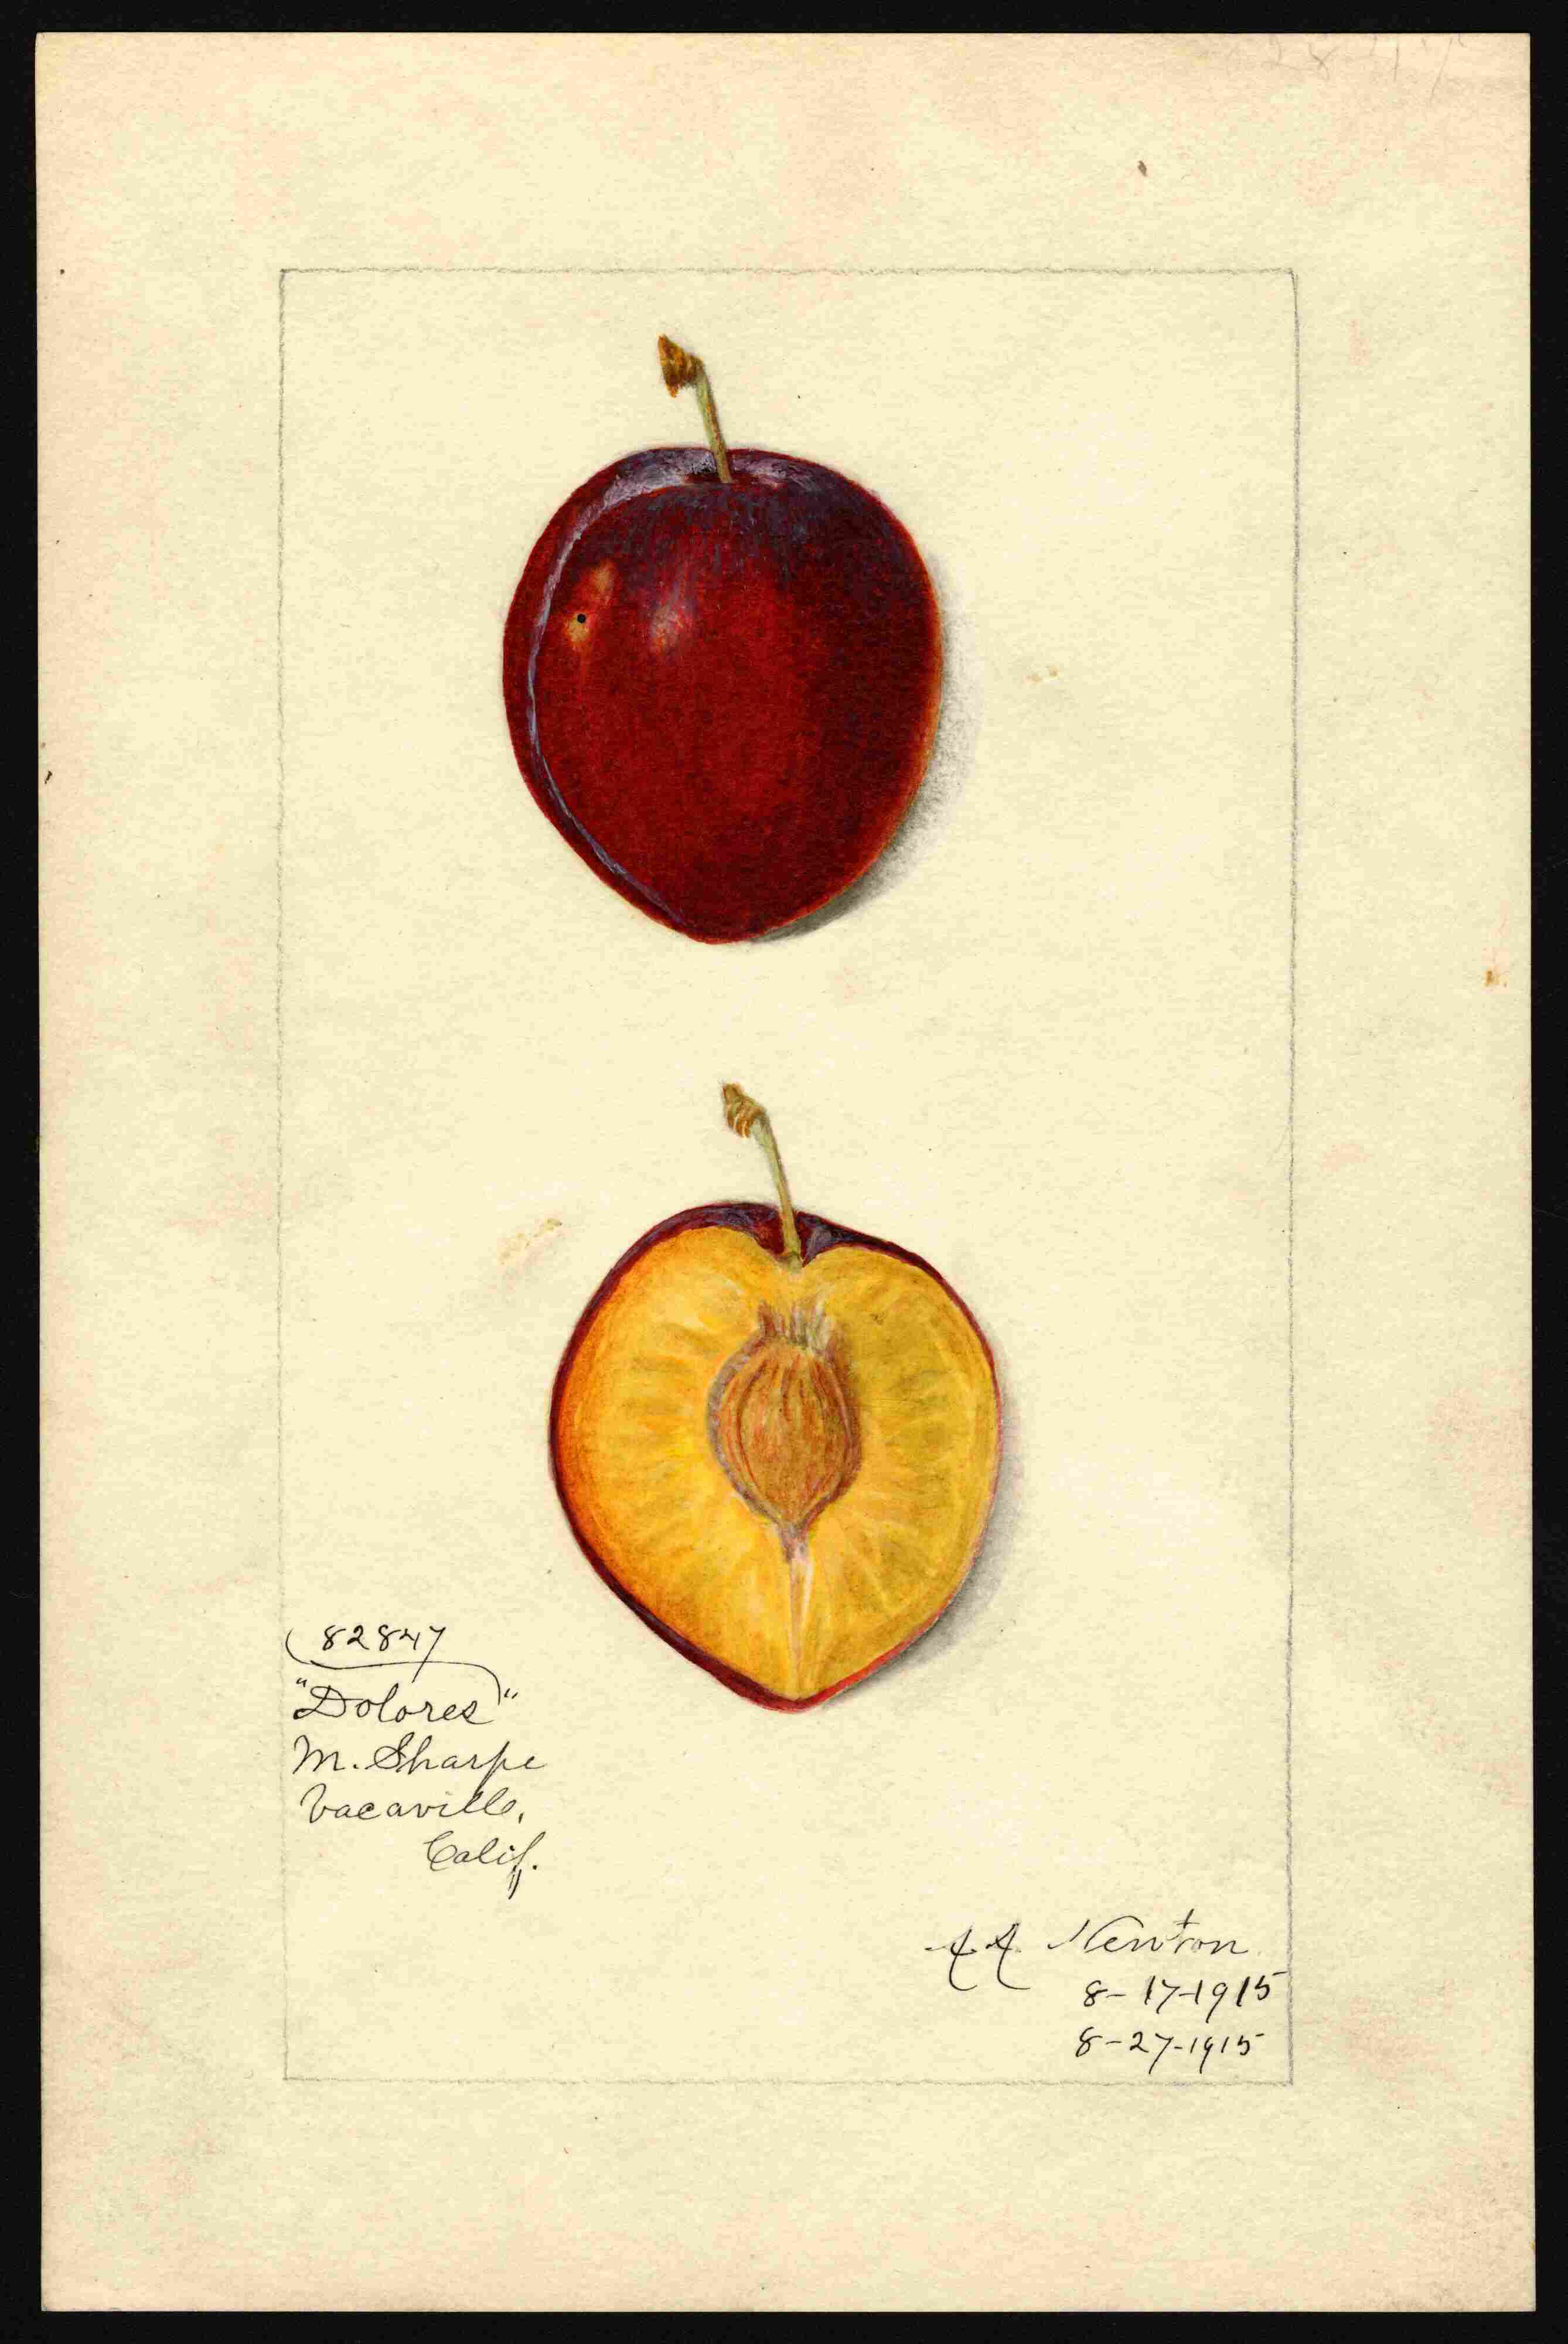 82847
"Dolores"
M. Sharpe
Vacaville,
Calif.
A.A. Newton
8-17-1915
8-27-1915